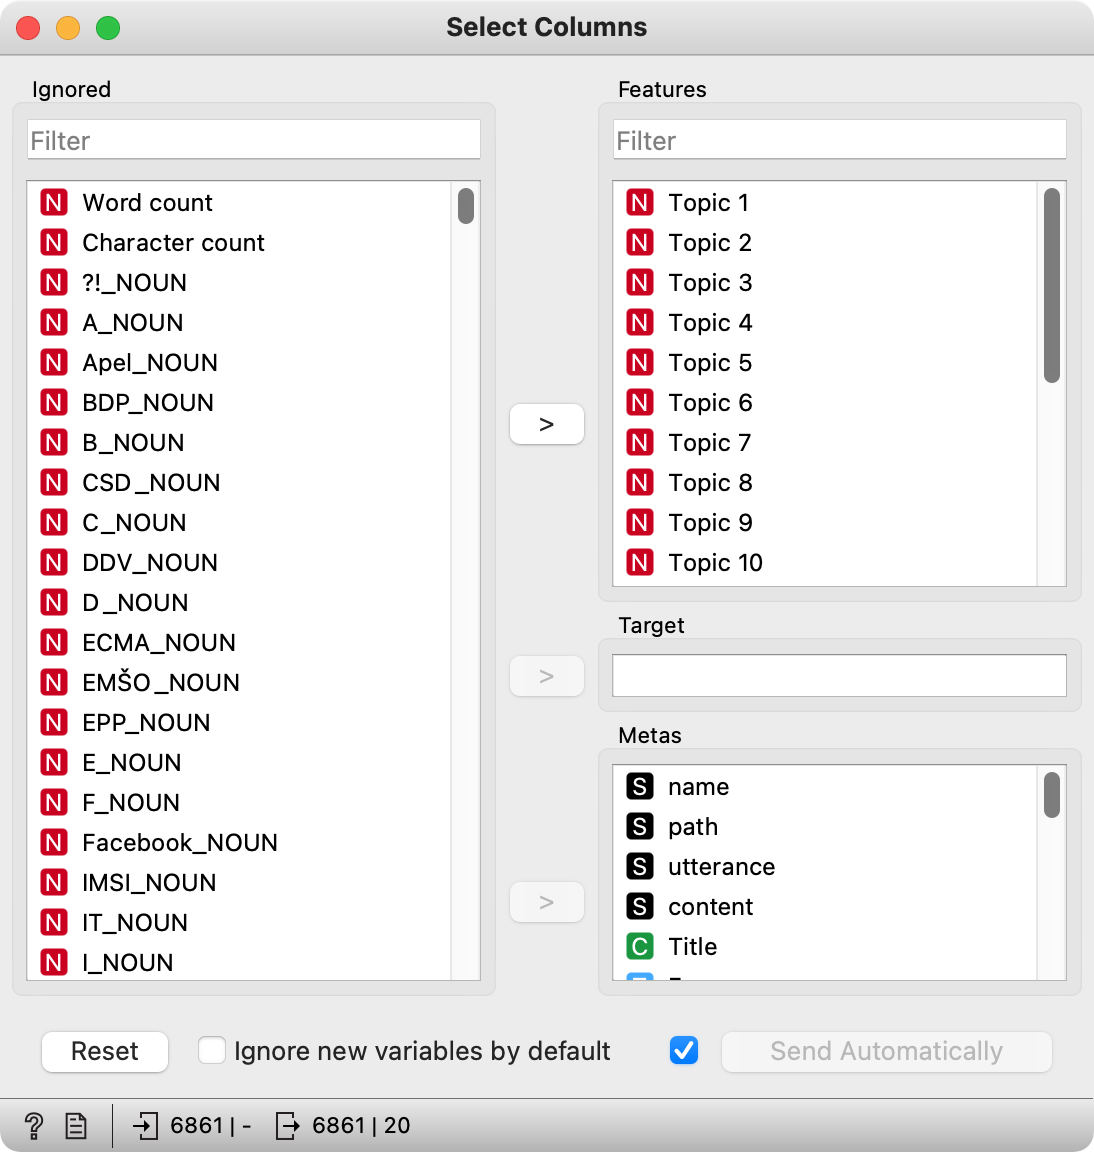 Select Columns
Ignored
Filter
N Word count
N Character count
N ?!_NOUN
N A_NOUN
N Apel_NOUN
N BDP_NOUN
N B_NOUN
N CSD_NOUN
N C_NOUN
N DDV_NOUN
N D_NOUN
N ECMA_NOUN
N EMŠO_NOUN
N EPP_NOUN
N E_NOUN
N F_NOUN
N Facebook_NOUN
N IMSI_NOUN
N IT_NOUN
N I_NOUN
>
>
>
Features
Filter
N Topic 1
N Topic 2
N Topic 3
N Topic 4
N Topic 5
N Topic 6
N Topic 7
N Topic 8
N Topic 9
N Topic 10
Target
Metas
S name
S path
S utterance
S content
C Title
Reset
Ignore new variables by default
Send Automatically
? 6861 | - 6861 | 20